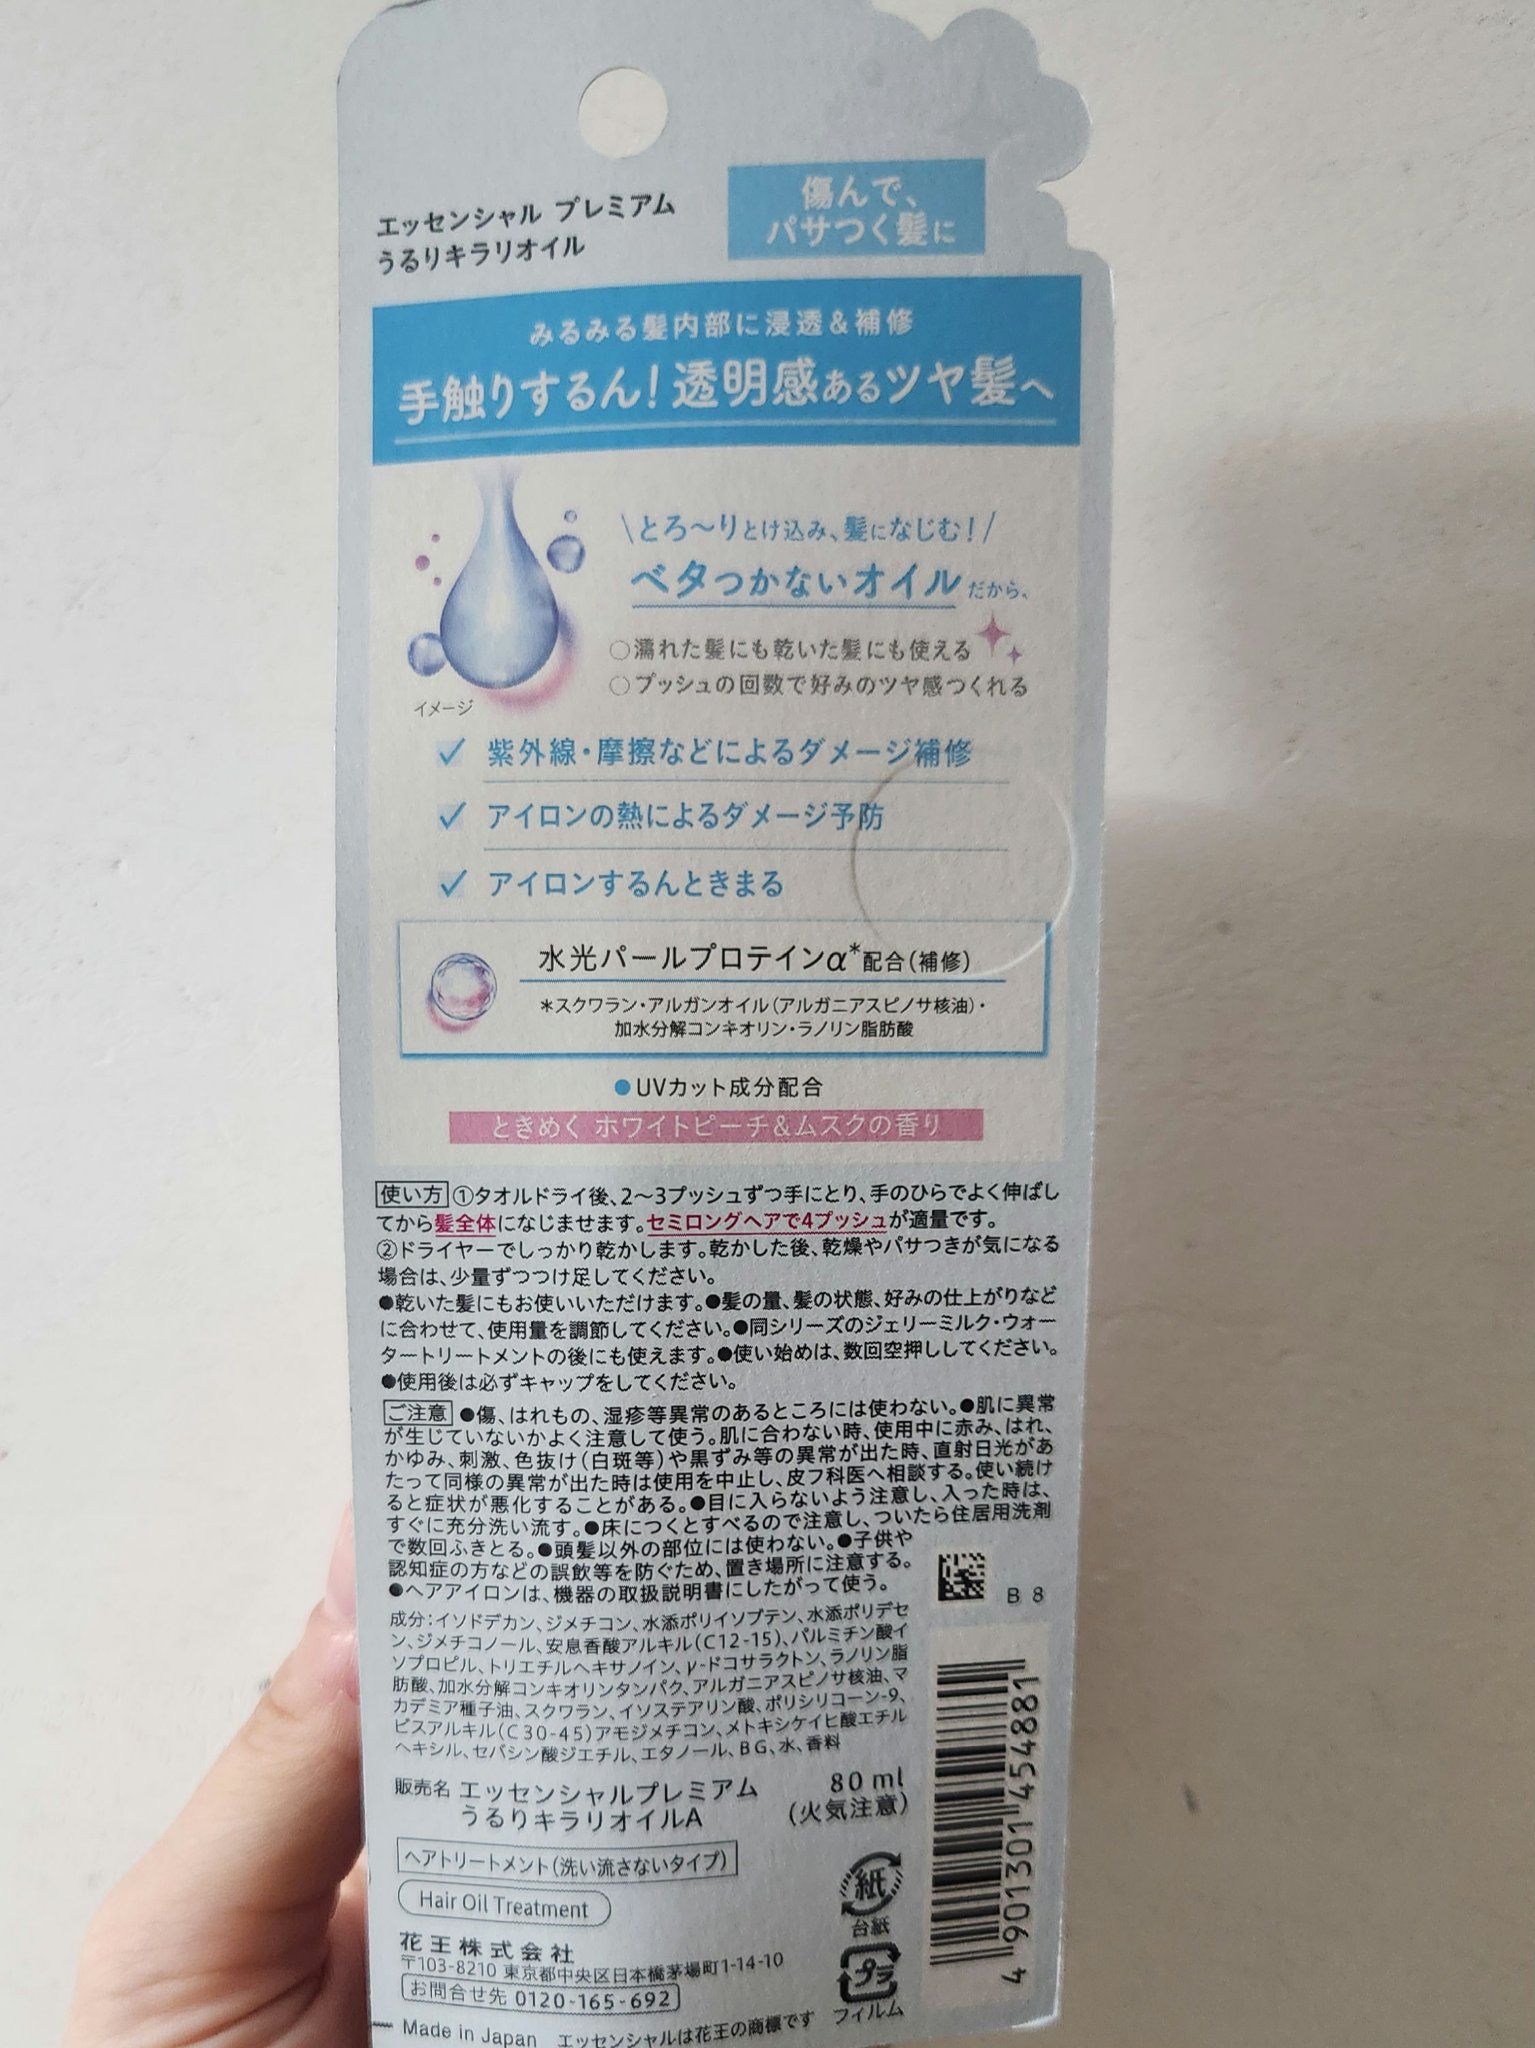 エッセンシャル プレミアム
うるりキラリオイル
傷んで、
パサつく髪に
みるみる髪内部に浸透&補修
手触りするん!透明感あるツヤ髪へ
\とろ〜りとけ込み、髪になじむ!/
ベタつかないオイルだから、
○濡れた髪にも乾いた髪にも使える
○プッシュの回数で好みのツヤ感つくれる
イメージ
✓ 紫外線・摩擦などによるダメージ補修
✓ アイロンの熱によるダメージ予防
✓ アイロンするんときまる
水光パールプロテインα*配合(補修)
*スクワラン・アルガンオイル(アルガニアスピノサ核油)・
加水分解コンキオリン・ラノリン脂肪酸
●UVカット成分配合
ときめく ホワイトピーチ&ムスクの香り
使い方 ①タオルドライ後、2〜3プッシュずつ手にとり、手のひらでよく伸ばし
てから髪全体になじませます。セミロングヘアで4プッシュが適量です。
②ドライヤーでしっかり乾かします。乾かした後、乾燥やパサつきが気になる
場合は、少量ずつつけ足してください。
●乾いた髪にもお使いいただけます。●髪の量、髪の状態、好みの仕上がりなど
に合わせて、使用量を調節してください。●同シリーズのジェリーミルク・ウォー
タートリートメントの後にも使えます。●使い始めは、数回空押ししてください。
●使用後は必ずキャップをしてください。
ご注意 ●傷、はれもの、湿疹等異常のあるところには使わない。●肌に異常
が生じていないかよく注意して使う。肌に合わない時、使用中に赤み、はれ、
かゆみ、刺激、色抜け(白斑等)や黒ずみ等の異常が出た時、直射日光があ
たって同様の異常が出た時は使用を中止し、皮フ科医へ相談する。使い続け
ると症状が悪化することがある。●目に入らないよう注意し、入った時は、
すぐに充分洗い流す。●床につくとすべるので注意し、ついたら住居用洗剤
で数回ふきとる。●頭髪以外の部位には使わない。●子供や
認知症の方などの誤飲等を防ぐため、置き場所に注意する。
●ヘアアイロンは、機器の取扱説明書にしたがって使う。
B 8
成分:イソドデカン、ジメチコン、水添ポリイソブテン、水添ポリデセ
ン、ジメチコノール、安息香酸アルキル(C12-15)、パルミチン酸イ
ソプロピル、トリエチルヘキサノイン、γ-ドコサラクトン、ラノリン脂
肪酸、加水分解コンキオリンタンパク、アルガニアスピノサ核油、マ
カデミア種子油、スクワラン、イソステアリン酸、ポリシリコーン-9、
ビスアルキル(C30-45)アモジメチコン、メトキシケイヒ酸エチル
ヘキシル、セバシン酸ジエチル、エタノール、BG、水、香料
販売名 エッセンシャルプレミアム
うるりキラリオイルA
80 ml
(火気注意)
ヘアトリートメント(洗い流さないタイプ)
Hair Oil Treatment
紙
台紙
プラ
フィルム
4 901301 454881
花王株式会社
〒103-8210 東京都中央区日本橋茅場町1-14-10
お問合せ先 0120-165-692
Made in Japan エッセンシャルは花王の商標です